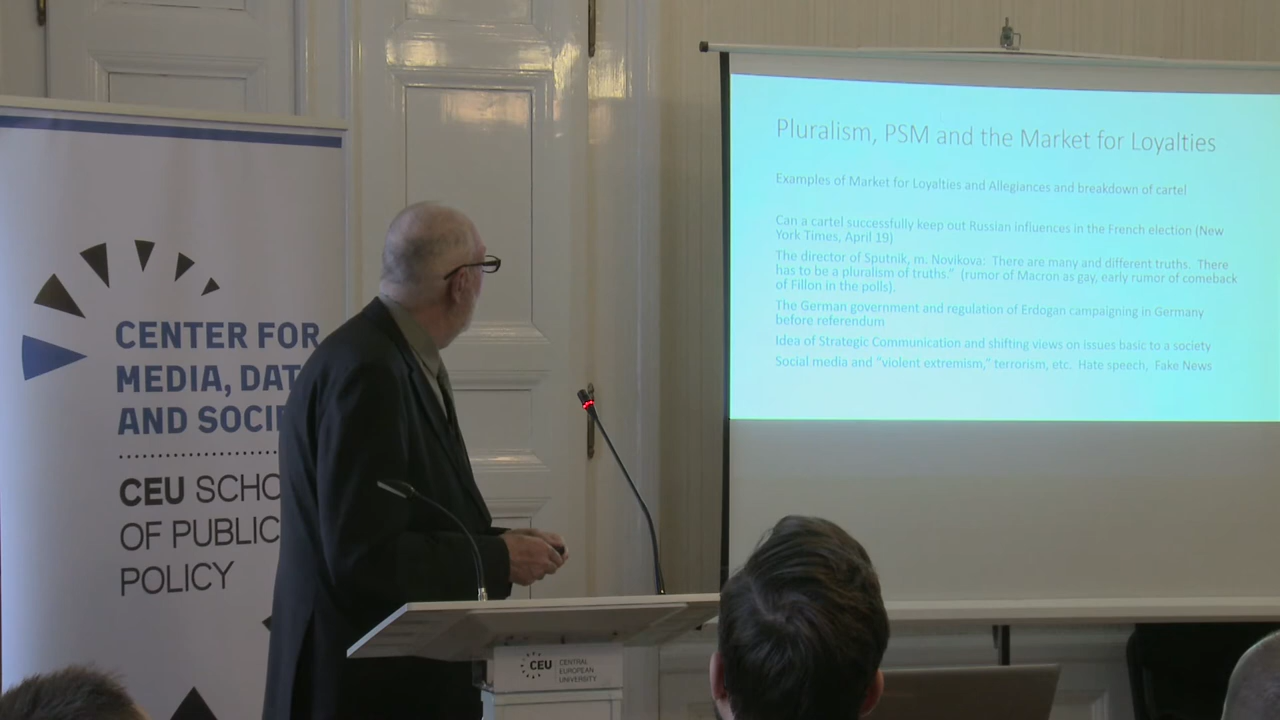 CENTER FOR
MEDIA, DAT
AND SOCI
CEU SCHO
OF PUBLIC
POLICY
CEU
CENTRAL
EUROPEAN
UNIVERSITY
Pluralism, PSM and the Market for Loyalties
Examples of Market for Loyalties and Allegiances and breakdown of cartel
Can a cartel successfully keep out Russian influences in the French election (New
York Times, April 19)
The director of Sputnik, m. Novikova: There are many and different truths. There
has to be a pluralism of truths.” (rumor of Macron as gay, early rumor of comeback
of Fillon in the polls).
The German government and regulation of Erdogan campaigning in Germany
before referendum
Idea of Strategic Communication and shifting views on issues basic to a society
Social media and “violent extremism,” terrorism, etc. Hate speech, Fake News